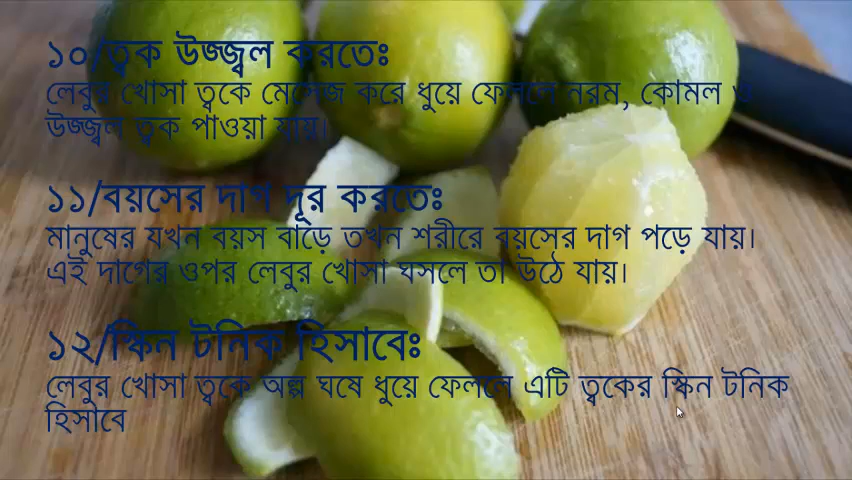 ১০/ত্বক উজ্জ্বল করতেঃ
লেবুর খোসা ত্বকে মেসেজ করে ধুয়ে ফেললে নরম, কোমল ও
উজ্জ্বল ত্বক পাওয়া যায়।
১১/বয়সের দাগ দূর করতেঃ
মানুষের যখন বয়স বাড়ে তখন শরীরে বয়সের দাগ পড়ে যায়।
এই দাগের ওপর লেবুর খোসা ঘসলে তা উঠে যায়।
১২/স্কিন টনিক হিসাবেঃ
লেবুর খোসা ত্বকে অল্প ঘষে ধুয়ে ফেললে এটি ত্বকের স্কিন টনিক
হিসাবে